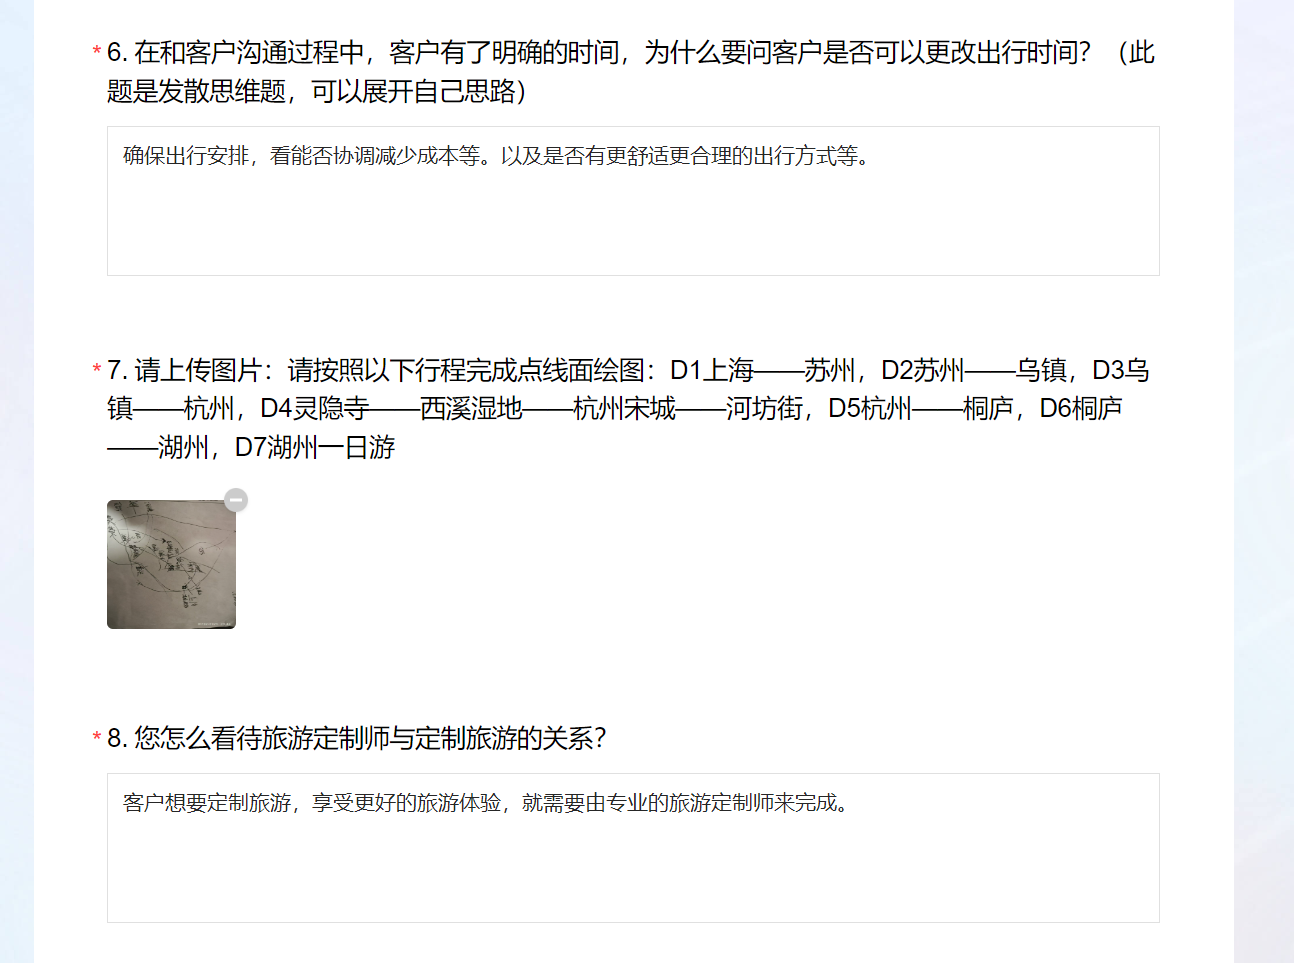 * 6. 在和客户沟通过程中，客户有了明确的时间，为什么要问客户是否可以更改出行时间？（此
题是发散思维题，可以展开自己思路）
确保出行安排，看能否协调减少成本等。以及是否有更舒适更合理的出行方式等。
* 7. 请上传图片：请按照以下行程完成点线面绘图：D1上海——苏州，D2苏州——乌镇，D3乌
镇——杭州，D4灵隐寺——西溪湿地——杭州宋城——河坊街，D5杭州——桐庐，D6桐庐
——湖州，D7湖州一日游
* 8. 您怎么看待旅游定制师与定制旅游的关系？
客户想要定制旅游，享受更好的旅游体验，就需要由专业的旅游定制师来完成。